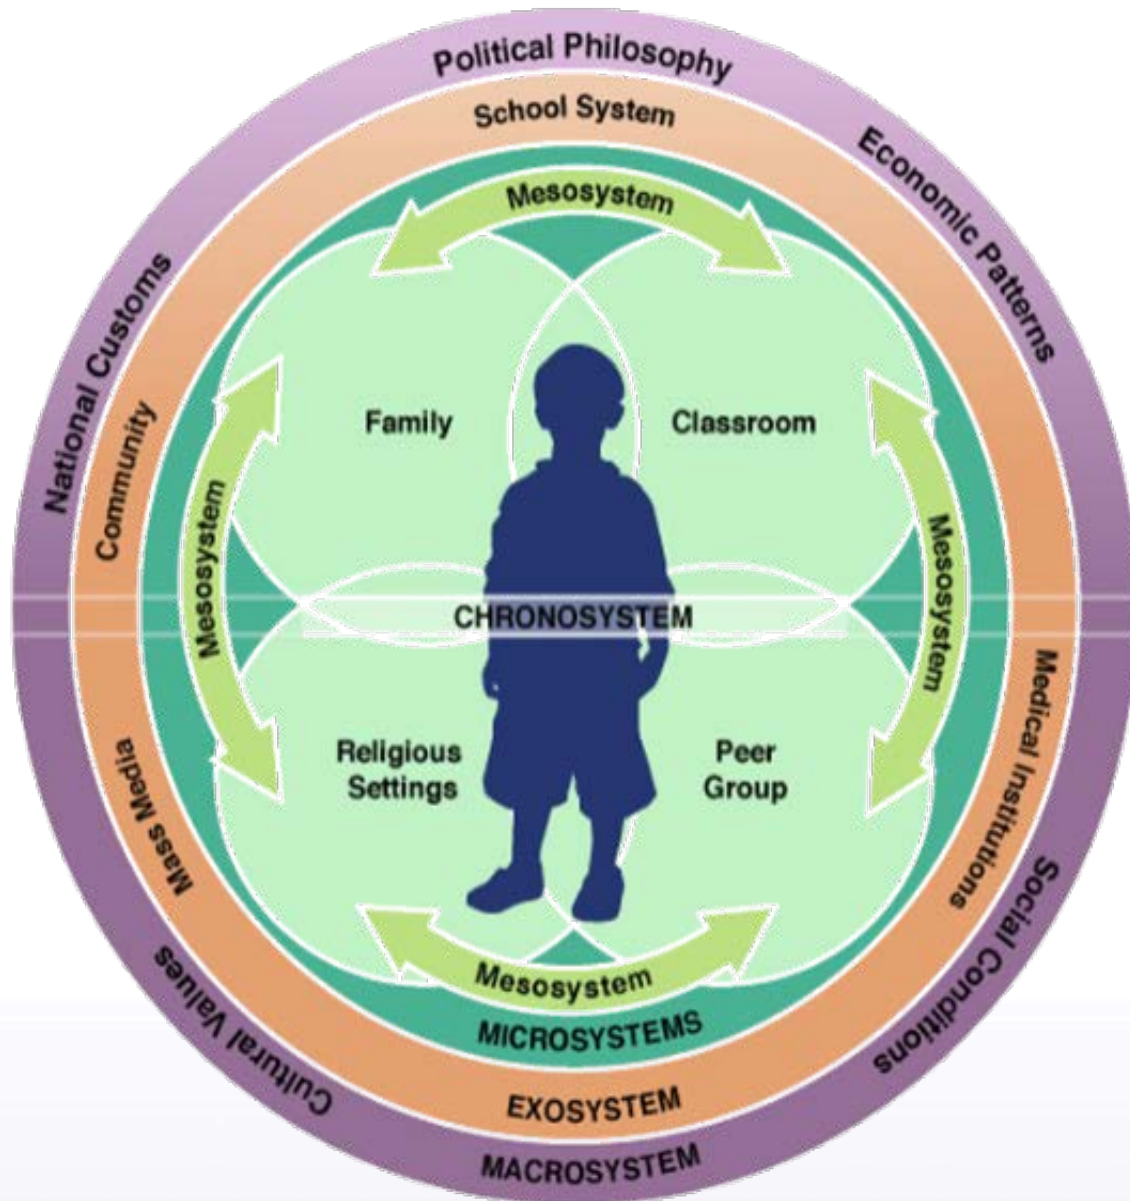 Political Philosophy
School System
Economic Patterns
Mesosystem
National Customs
Community
Family
Classroom
Mesosystem
Mesosystem
CHRONOSYSTEM
Religious
Settings
Peer
Group
Mass Media
Medical Institutions
Cultural Values
Social Conditions
Mesosystem
MICROSYSTEMS
EXOSYSTEM
MACROSYSTEM